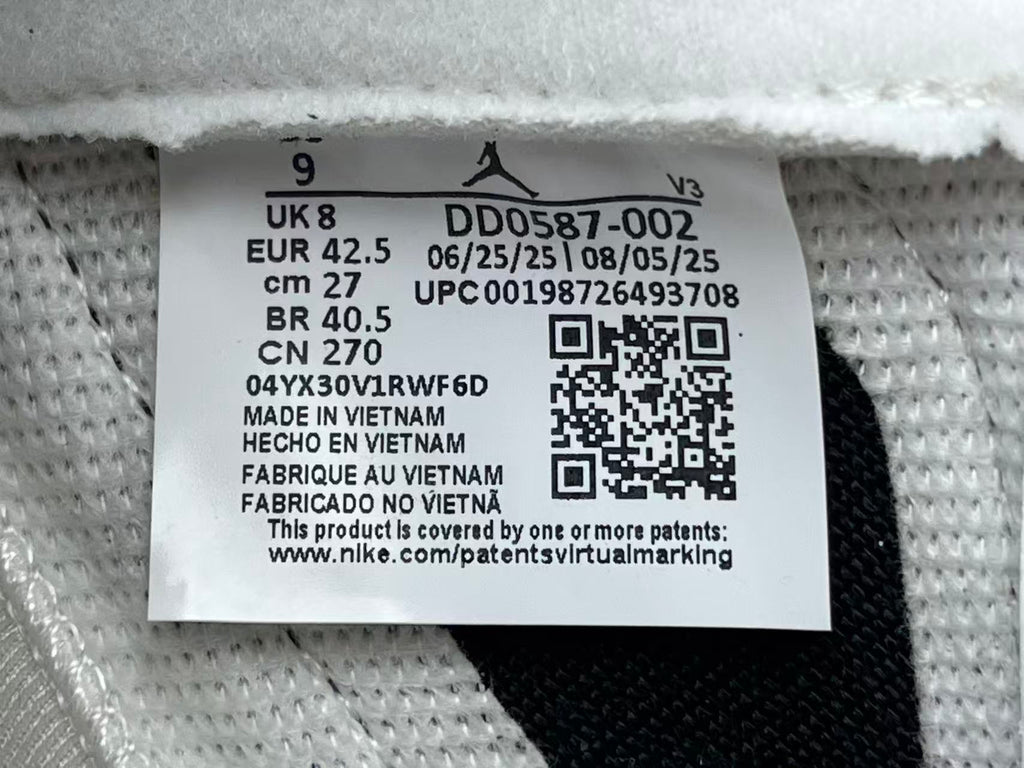 9
V3
UK 8
EUR 42.5
cm 27
BR 40.5
CN 270
DD0587-002
06/25/25 | 08/05/25
UPC 00198726493708
04YX30V1RWF6D
MADE IN VIETNAM
HECHO EN VIETNAM
FABRIQUE AU VIETNAM
FABRICADO NO VIETNÃ
This product is covered by one or more patents:
www.nike.com/patentsvirtualmarking